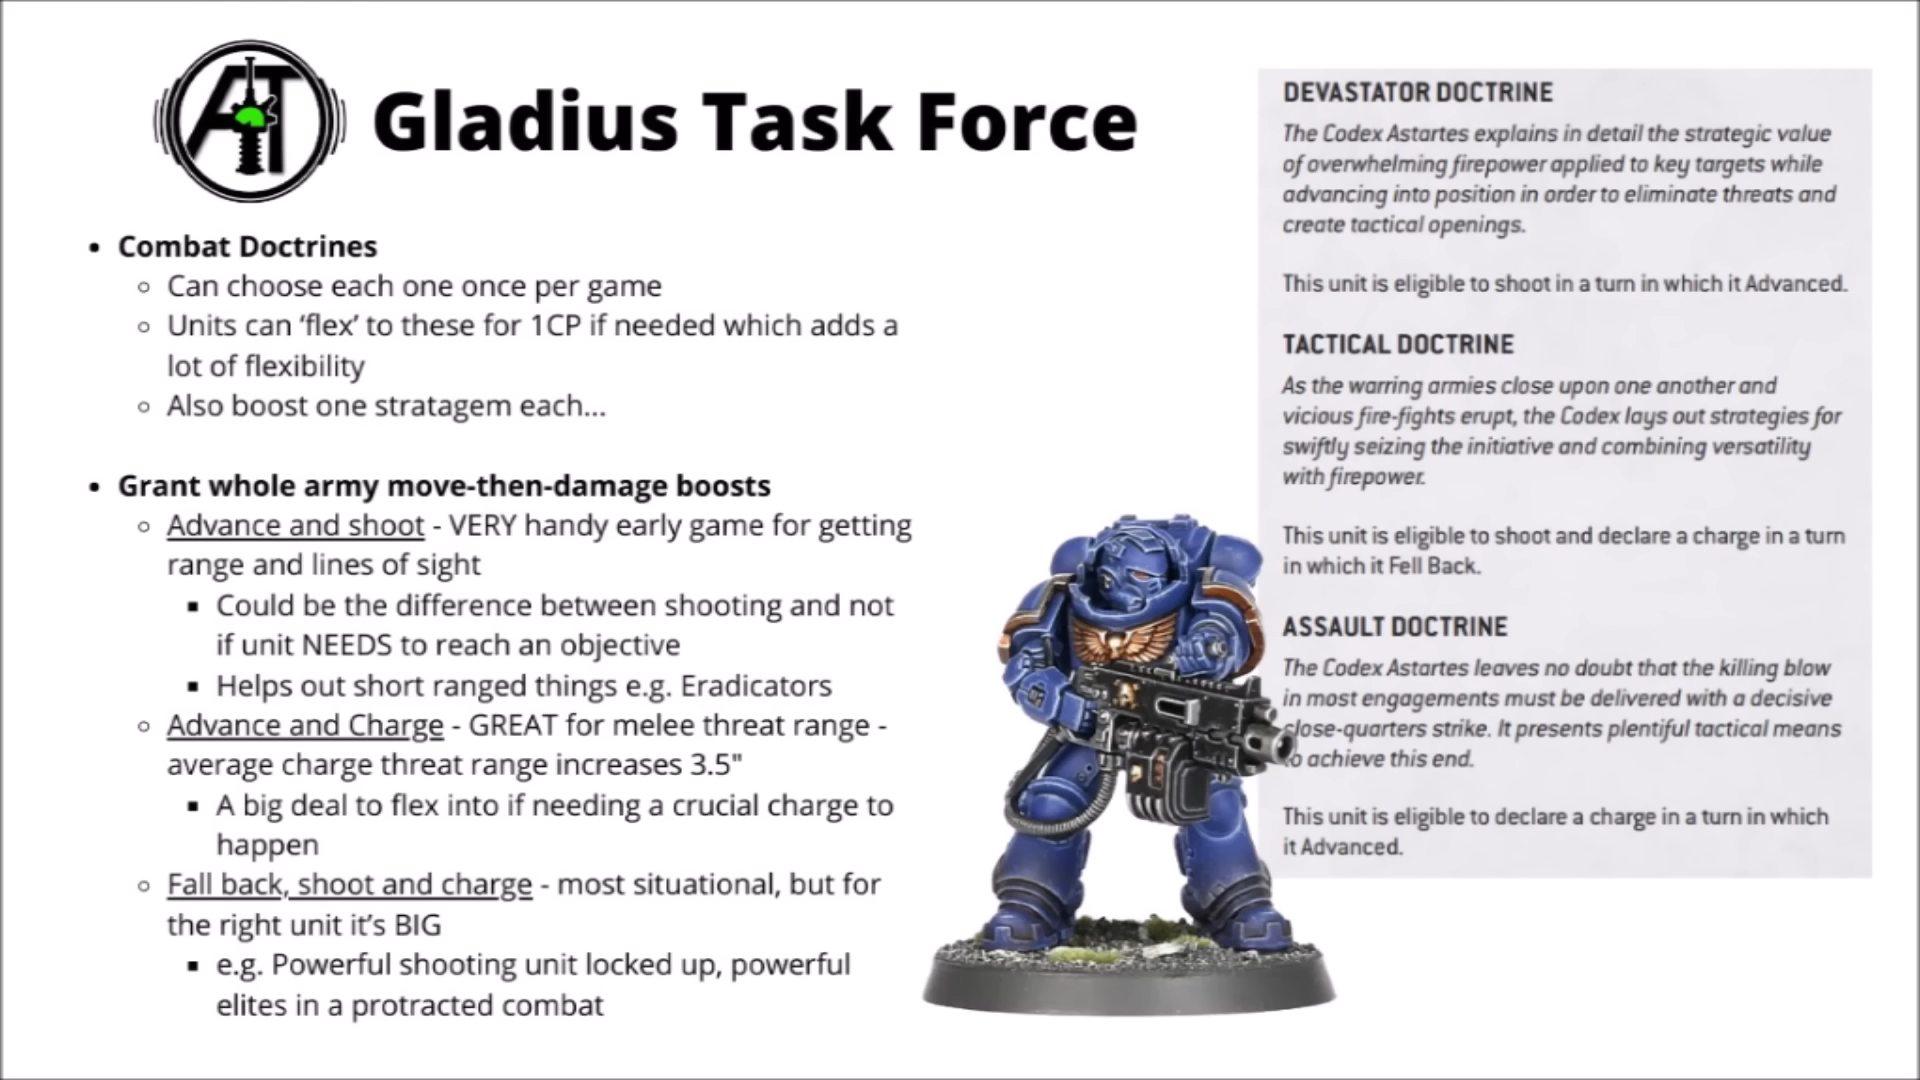 AT
Gladius Task Force
• Combat Doctrines
◦ Can choose each one once per game
◦ Units can ‘flex’ to these for 1CP if needed which adds a
lot of flexibility
◦ Also boost one stratagem each...
• Grant whole army move-then-damage boosts
◦ Advance and shoot - VERY handy early game for getting
range and lines of sight
▪ Could be the difference between shooting and not
if unit NEEDS to reach an objective
▪ Helps out short ranged things e.g. Eradicators
◦ Advance and Charge - GREAT for melee threat range -
average charge threat range increases 3.5"
▪ A big deal to flex into if needing a crucial charge to
happen
◦ Fall back, shoot and charge - most situational, but for
the right unit it’s BIG
▪ e.g. Powerful shooting unit locked up, powerful
elites in a protracted combat
DEVASTATOR DOCTRINE
The Codex Astartes explains in detail the strategic value
of overwhelming firepower applied to key targets while
advancing into position in order to eliminate threats and
create tactical openings.
This unit is eligible to shoot in a turn in which it Advanced.
TACTICAL DOCTRINE
As the warring armies close upon one another and
vicious fire-fights erupt, the Codex lays out strategies for
swiftly seizing the initiative and combining versatility
with firepower.
This unit is eligible to shoot and declare a charge in a turn
in which it Fell Back.
ASSAULT DOCTRINE
The Codex Astartes leaves no doubt that the killing blow
in most engagements must be delivered with a decisive
close-quarters strike. It presents plentiful tactical means
to achieve this end.
This unit is eligible to declare a charge in a turn in which
it Advanced.